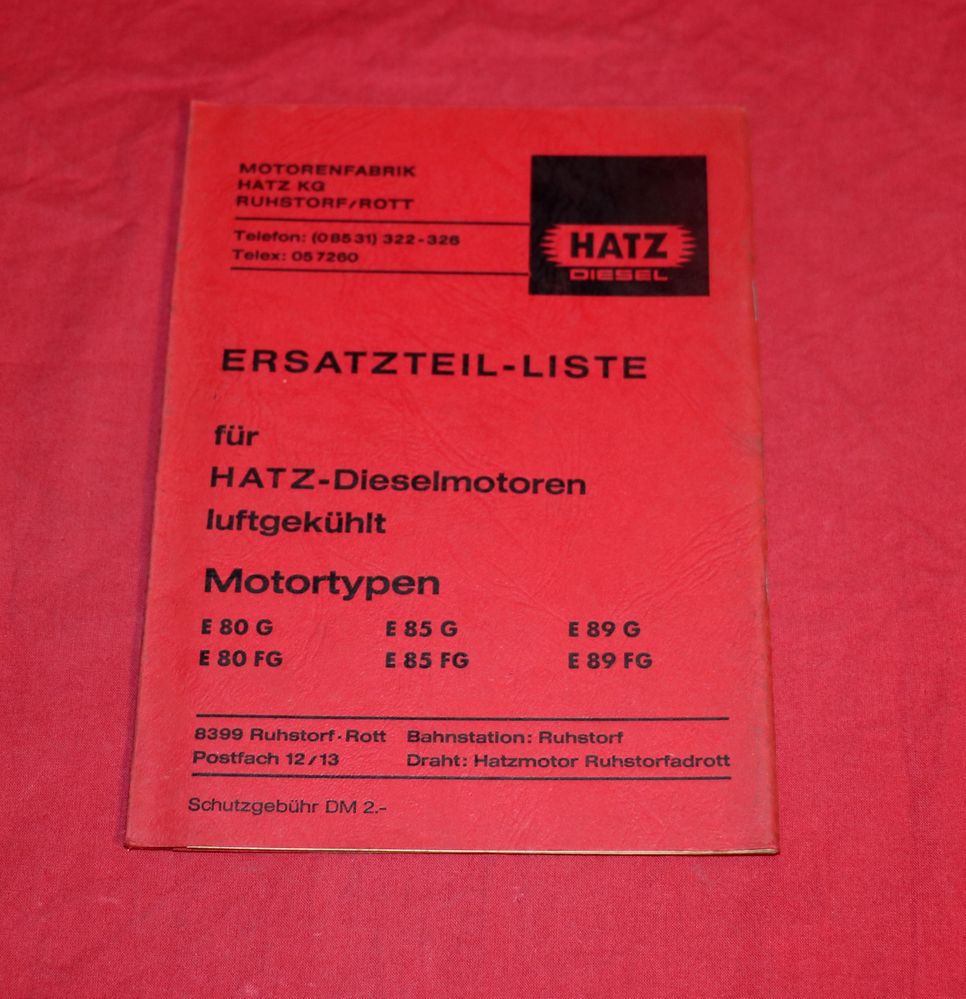 MOTORENFABRIK
HATZ KG
RUHSTORF/ROTT
Telefon: (08531) 322-326
Telex: 057260
HATZ
DIESEL
ERSATZTEIL-LISTE
für
HATZ-Dieselmotoren
luftgekühlt
Motortypen
E 80 G E 85 G E 89 G
E 80 FG E 85 FG E 89 FG
8399 Ruhstorf-Rott Bahnstation: Ruhstorf
Postfach 12/13 Draht: Hatzmotor Ruhstorfadrott
Schutzgebühr DM 2.-